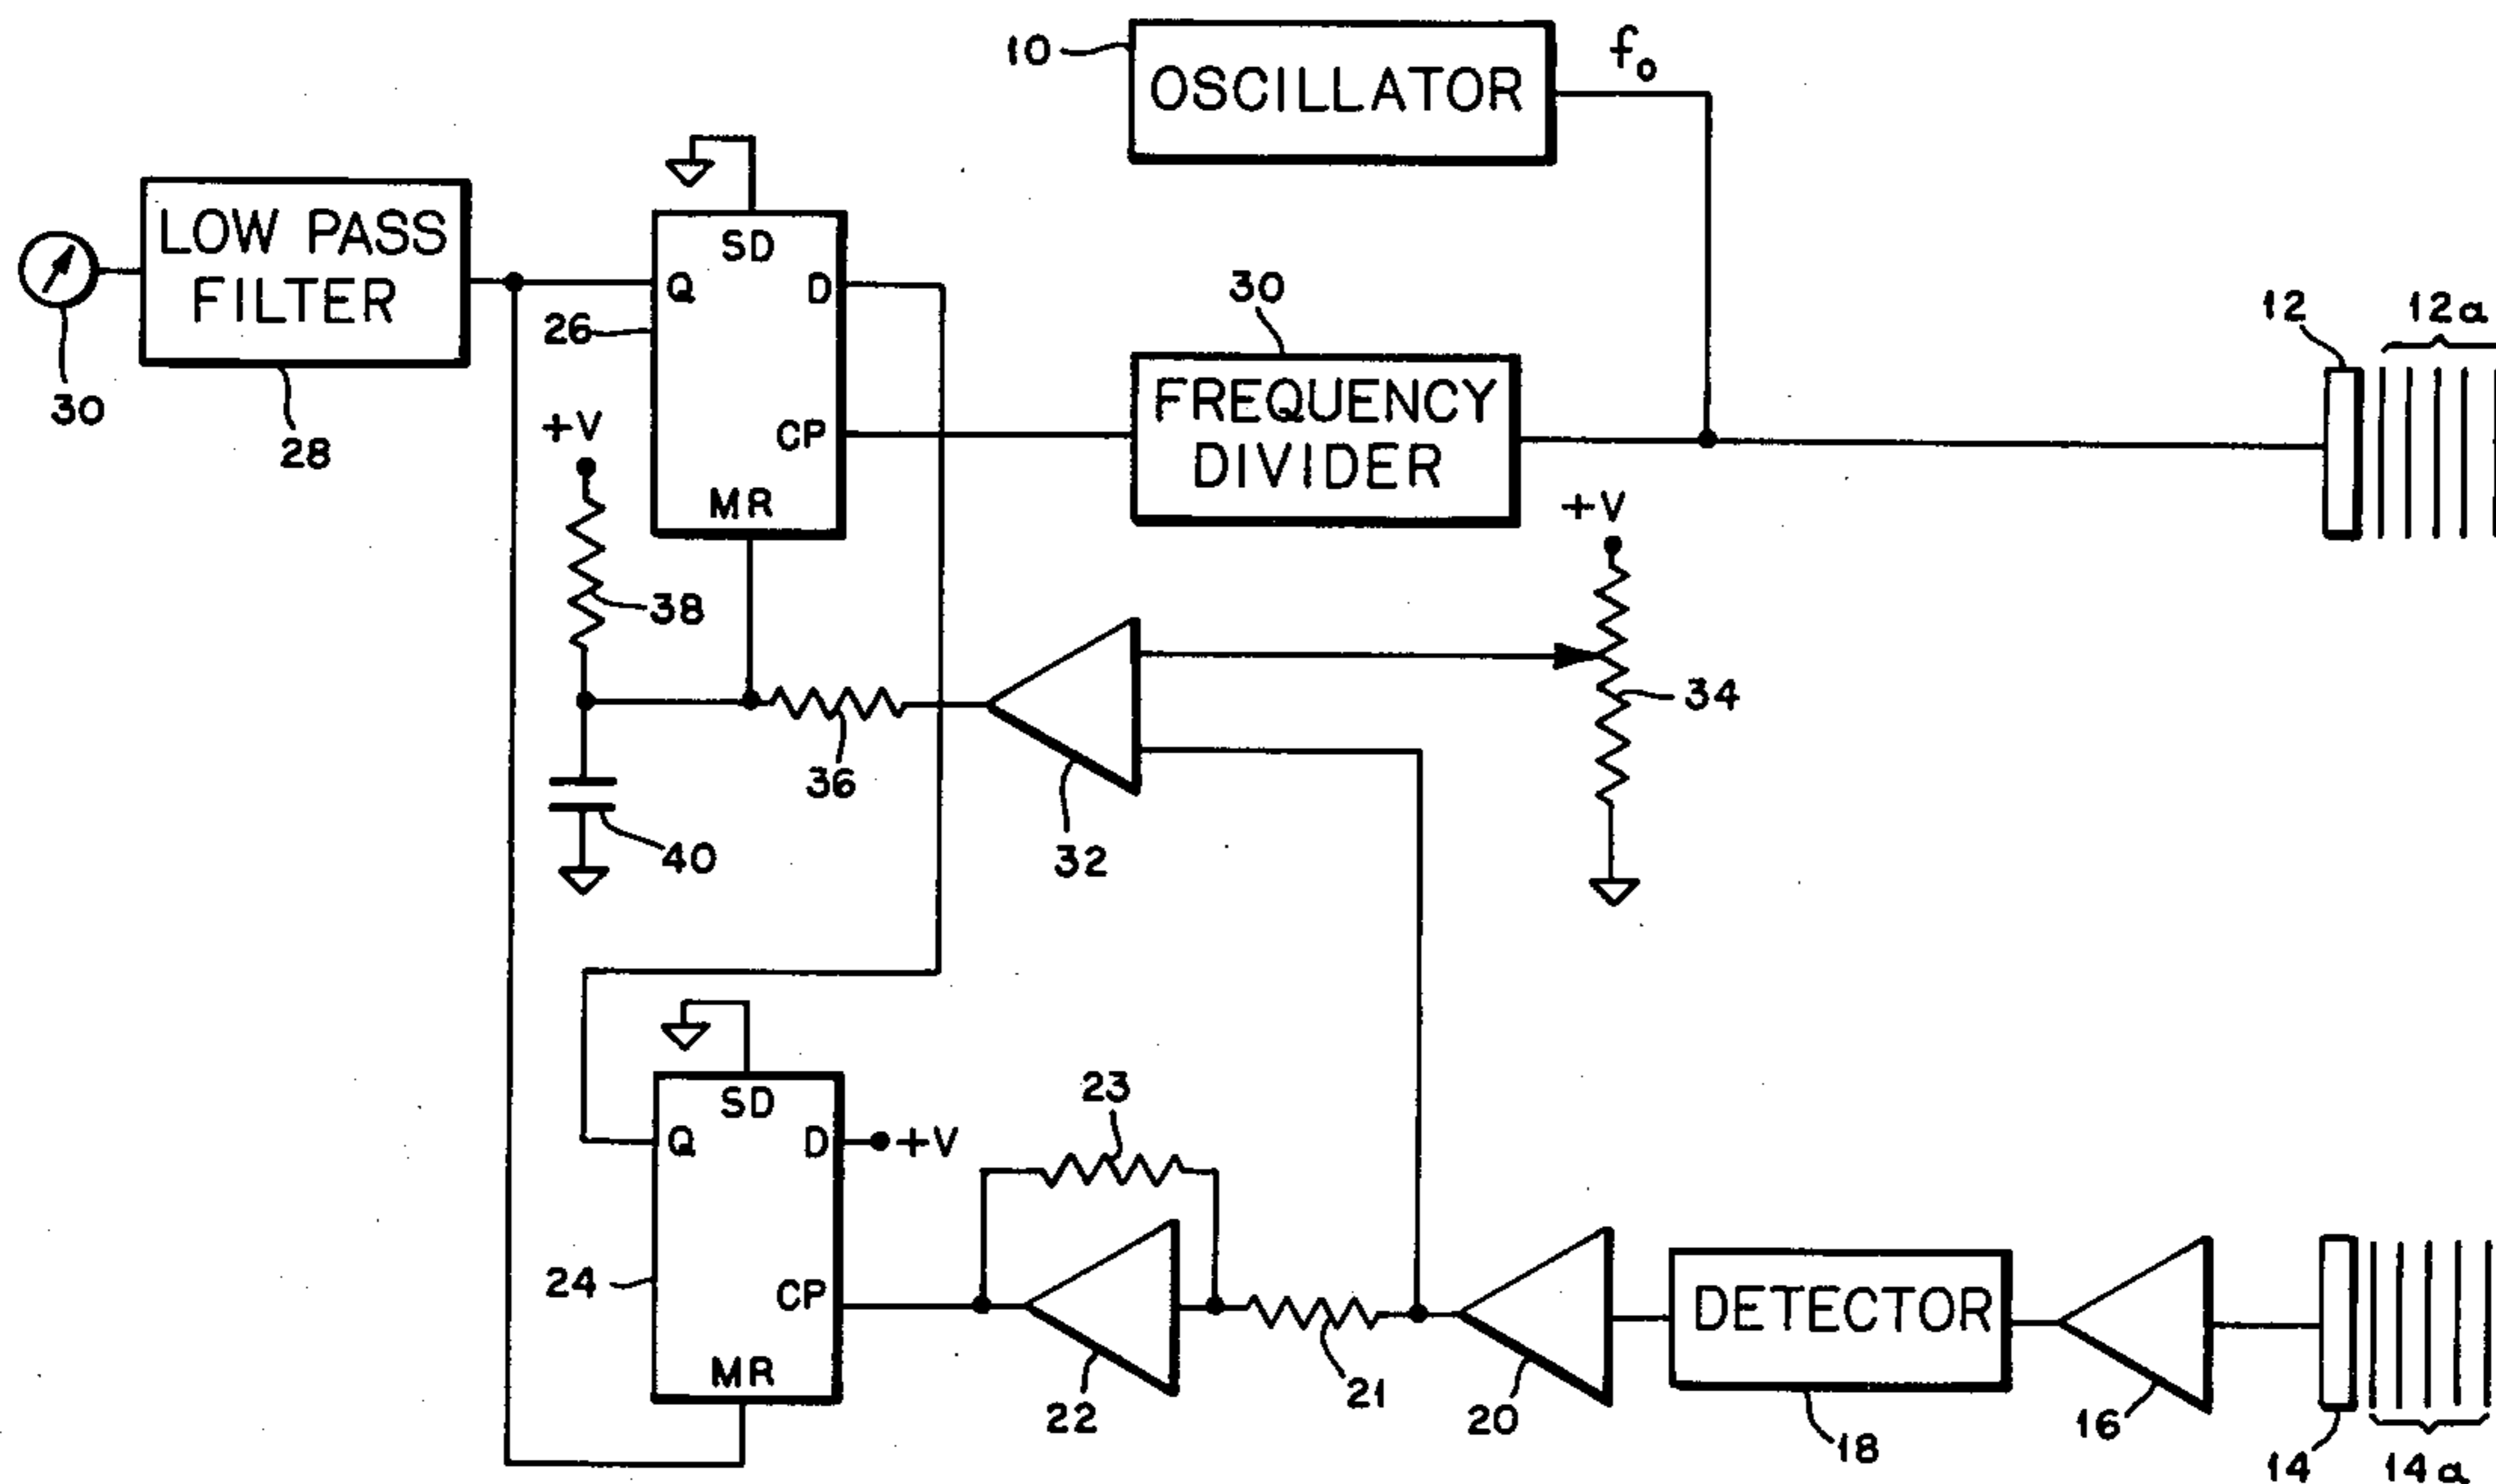 10
OSCILLATOR
fo
LOW PASS
FILTER
30
28
SD
Q
D
26
CP
MR
30
FREQUENCY
DIVIDER
12
12a
+V
38
+V
34
36
32
40
SD
Q
D
+V
24
CP
MR
23
22
21
20
DETECTOR
18
16
14
14a